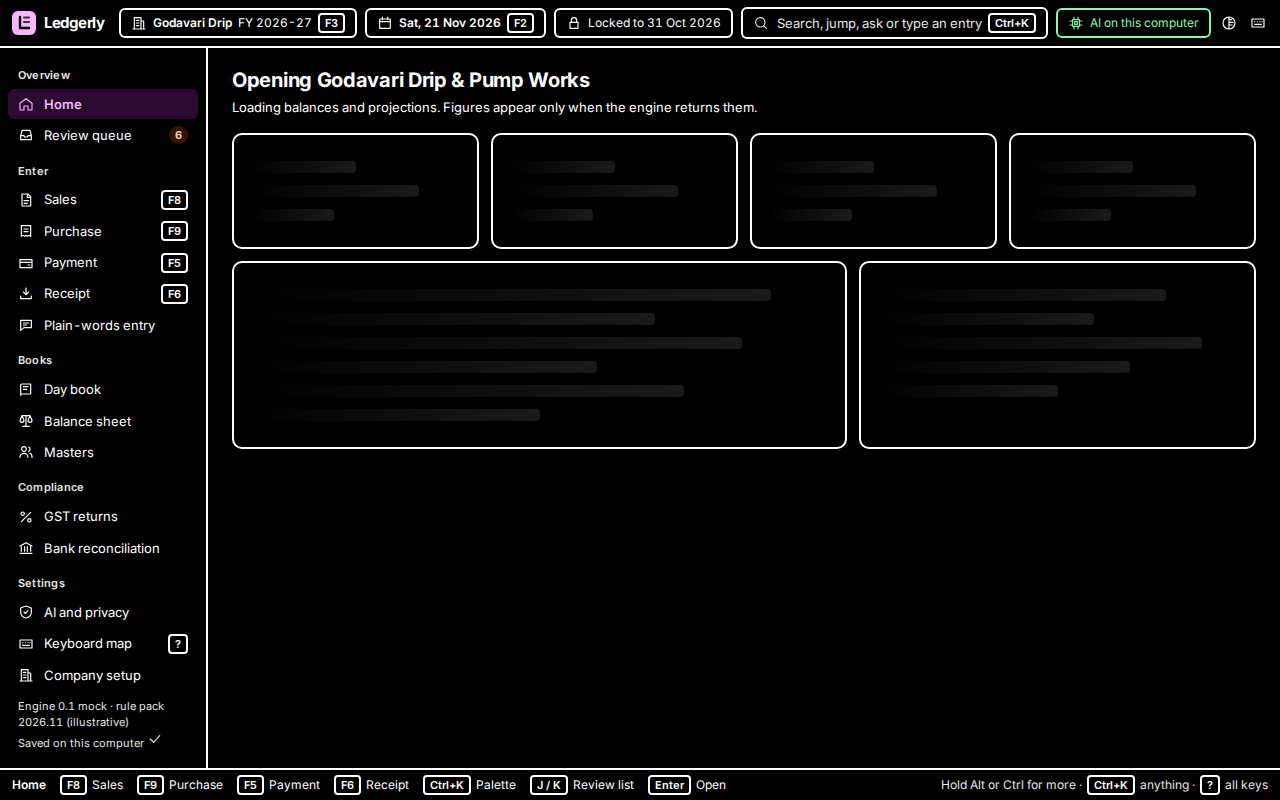 Ledgerly
Godavari Drip FY 2026-27 F3
Sat, 21 Nov 2026 F2
Locked to 31 Oct 2026
Search, jump, ask or type an entry Ctrl+K
AI on this computer
Overview
Home
Review queue 6
Enter
Sales F8
Purchase F9
Payment F5
Receipt F6
Plain-words entry
Books
Day book
Balance sheet
Masters
Compliance
GST returns
Bank reconciliation
Settings
AI and privacy
Keyboard map ?
Company setup
Engine 0.1 mock · rule pack
2026.11 (illustrative)
Saved on this computer
Opening Godavari Drip & Pump Works
Loading balances and projections. Figures appear only when the engine returns them.
Home F8 Sales F9 Purchase F5 Payment F6 Receipt Ctrl+K Palette J / K Review list Enter Open
Hold Alt or Ctrl for more · Ctrl+K anything · ? all keys